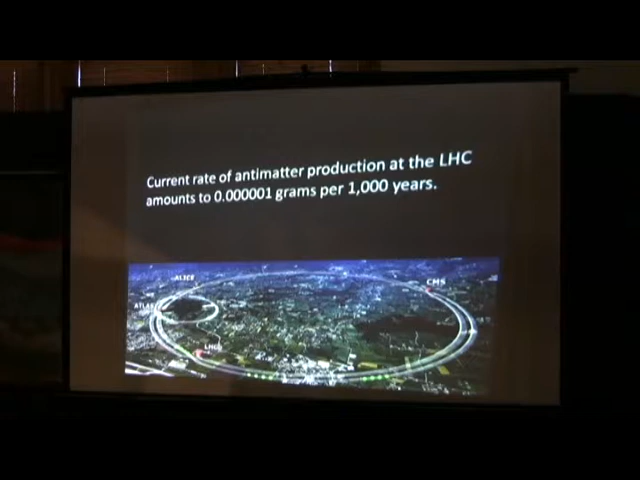 Current rate of antimatter production at the LHC
amounts to 0.000001 grams per 1,000 years.
ALICE
CMS
ATLAS
LHCb